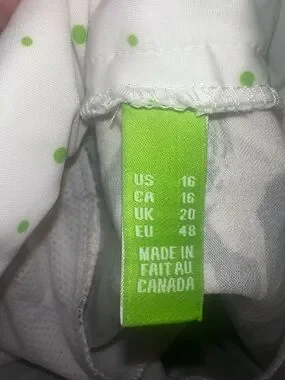 US 16
CA 16
UK 20
EU 48
MADE IN
FAIT AU
CANADA